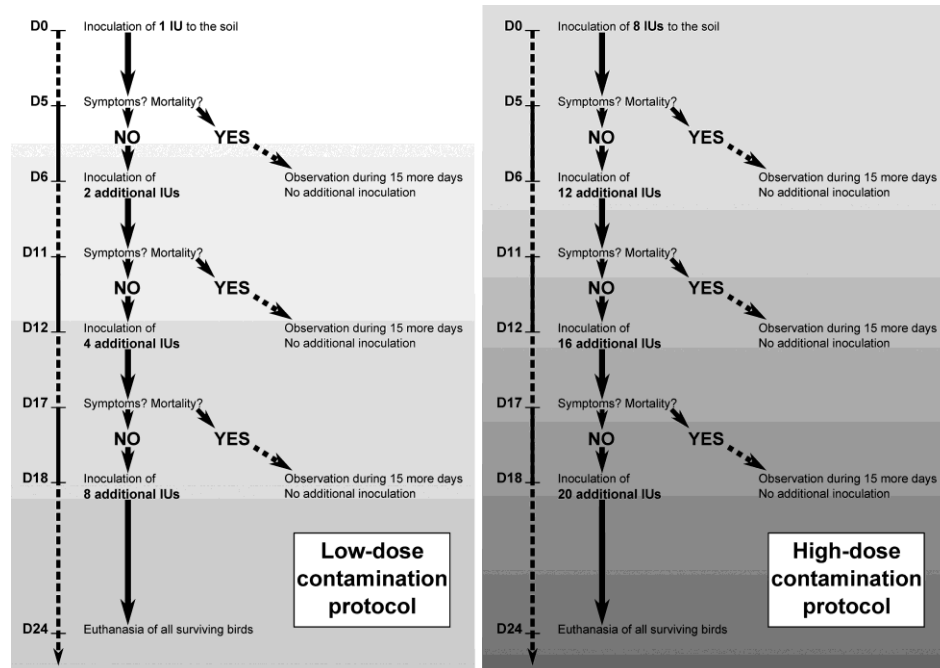 D0
Inoculation of 1 IU to the soil
D5
Symptoms? Mortality?
NO
YES
D6
Inoculation of
2 additional IUs
Observation during 15 more days
No additional inoculation
D11
Symptoms? Mortality?
NO
YES
D12
Inoculation of
4 additional IUs
Observation during 15 more days
No additional inoculation
D17
Symptoms? Mortality?
NO
YES
D18
Inoculation of
8 additional IUs
Observation during 15 more days
No additional inoculation
Low-dose
contamination
protocol
D24
Euthanasia of all surviving birds
D0
Inoculation of 8 IUs to the soil
D5
Symptoms? Mortality?
NO
YES
D6
Inoculation of
12 additional IUs
Observation during 15 more days
No additional inoculation
D11
Symptoms? Mortality?
NO
YES
D12
Inoculation of
16 additional IUs
Observation during 15 more days
No additional inoculation
D17
Symptoms? Mortality?
NO
YES
D18
Inoculation of
20 additional IUs
Observation during 15 more days
No additional inoculation
High-dose
contamination
protocol
D24
Euthanasia of all surviving birds